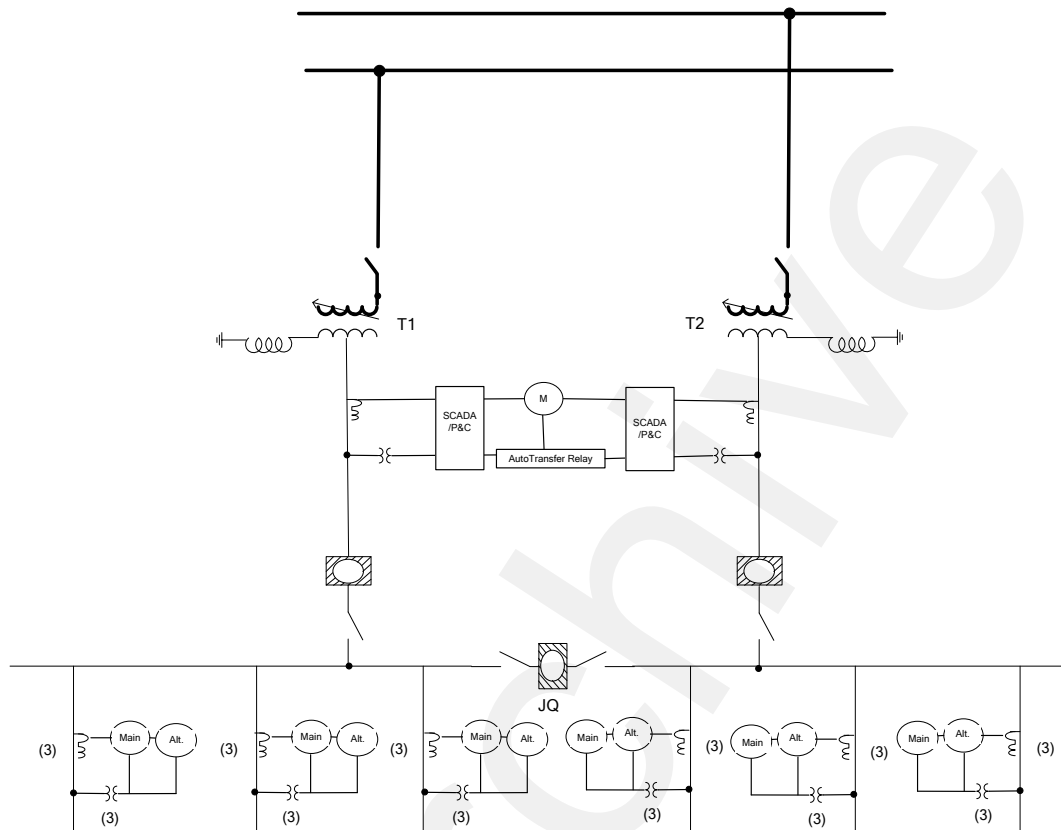 T1
T2
SCADA
/P&C
M
SCADA
/P&C
AutoTransfer Relay
JQ
(3)
Main
Alt.
(3)
(3)
Main
Alt.
(3)
(3)
Main
Alt.
(3)
Main
Alt.
(3)
(3)
Main
Alt.
(3)
(3)
Main
Alt.
(3)
(3)
chive